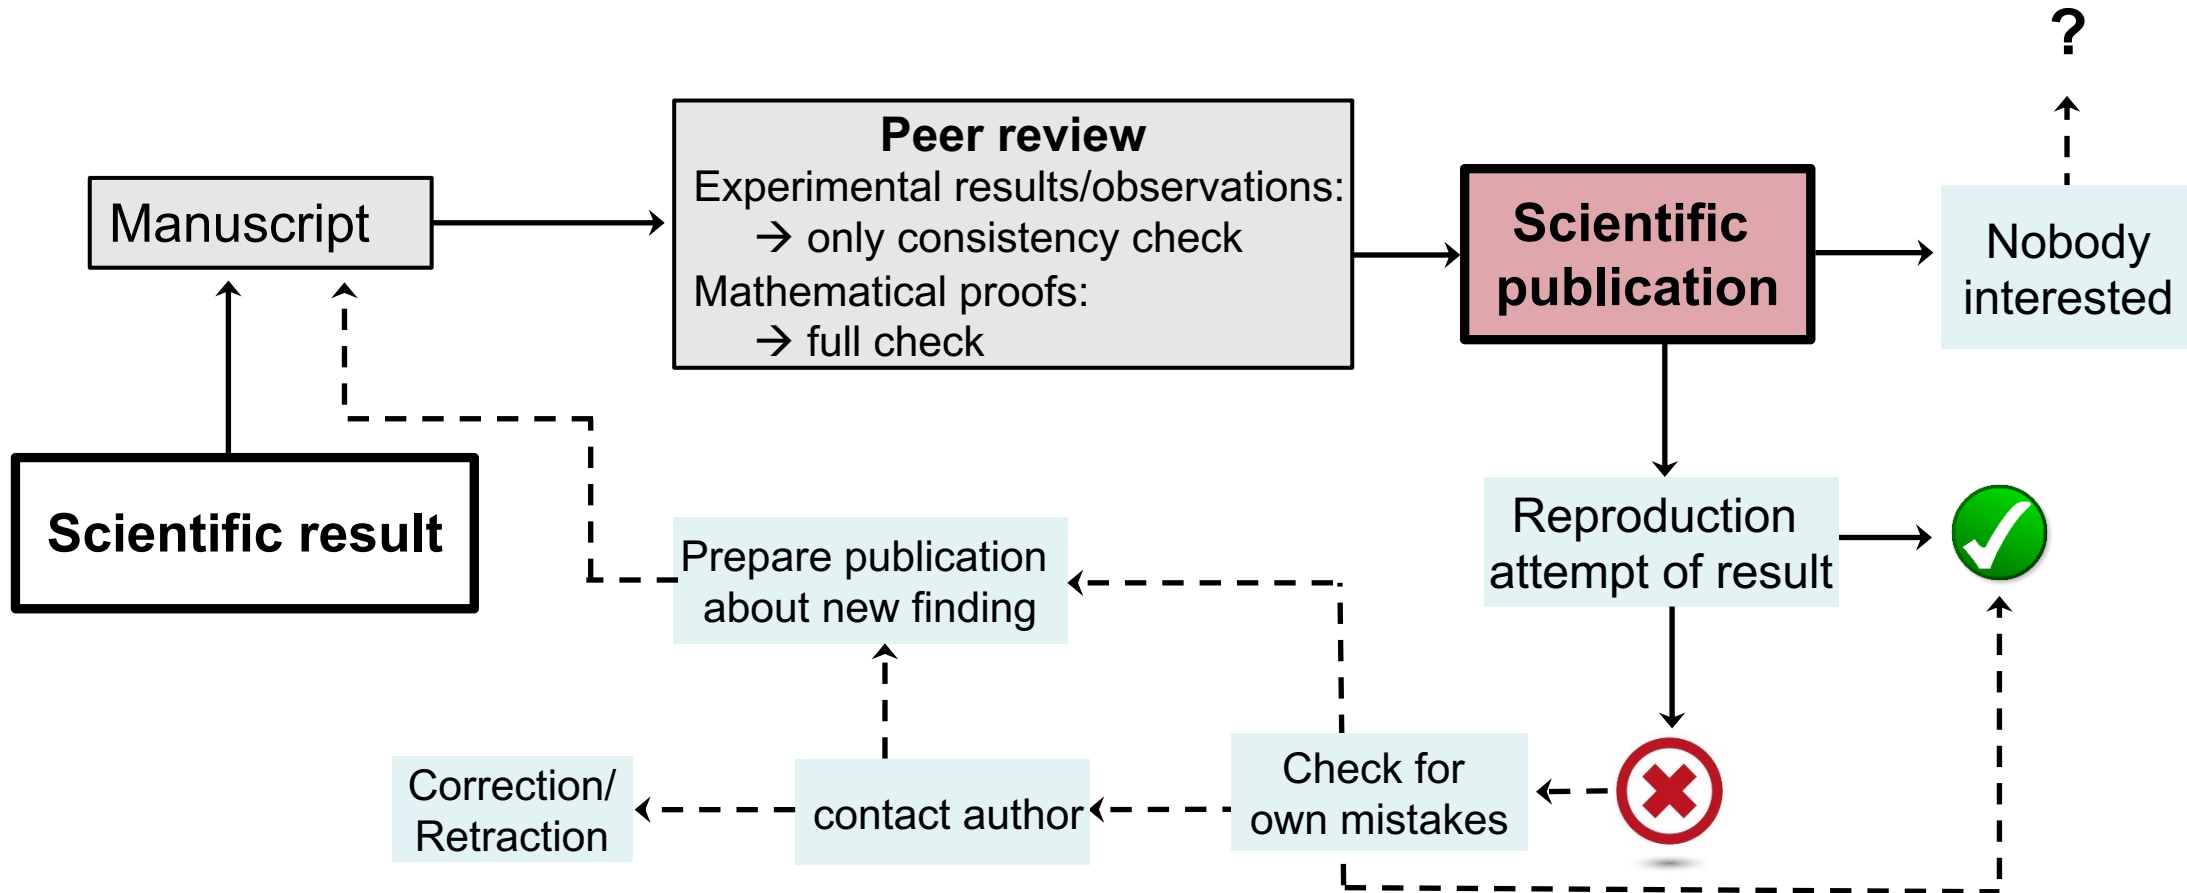 ?
Peer review
Experimental results/observations:
→ only consistency check
Mathematical proofs:
→ full check
Manuscript
Scientific
publication
Nobody
interested
Scientific result
Reproduction
attempt of result
Prepare publication
about new finding
Correction/
Retraction
contact author
Check for
own mistakes